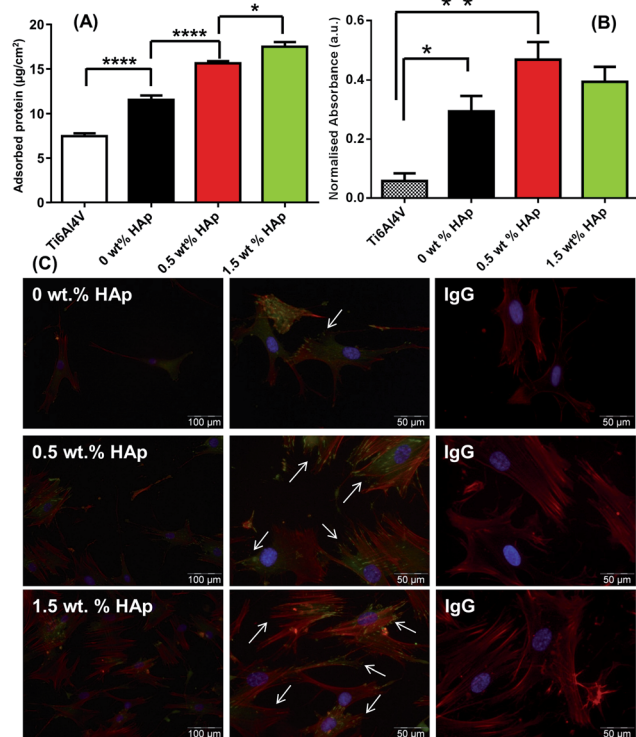 (A)
Adsorbed protein (µg/cm²)
20
15
10
5
0
****
****
*
Ti6Al4V
0 wt% HAp
0.5 wt% HAp
1.5 wt% HAp
(B)
Normalised Absorbance (a.u.)
0.6
0.4
0.2
0.0
* *
*
Ti6Al4V
0 wt% HAp
0.5 wt% HAp
1.5 wt% HAp
(C)
0 wt.% HAp
100 µm
50 µm
IgG
50 µm
0.5 wt.% HAp
100 µm
50 µm
IgG
50 µm
1.5 wt. % HAp
100 µm
50 µm
IgG
50 µm